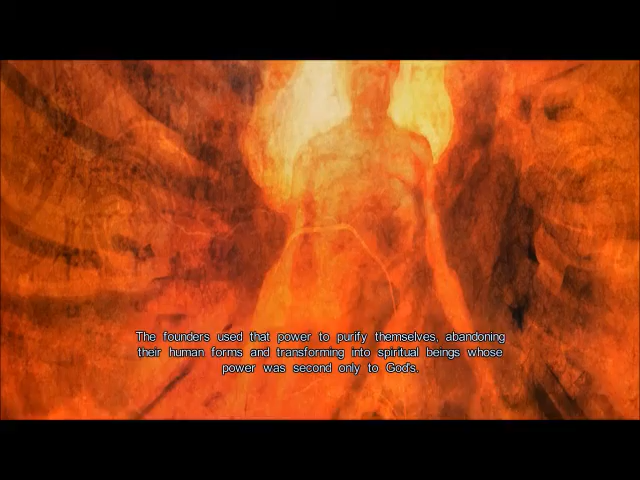 The founders used that power to purify themselves, abandoning
their human forms and transforming into spiritual beings whose
power was second only to God's.